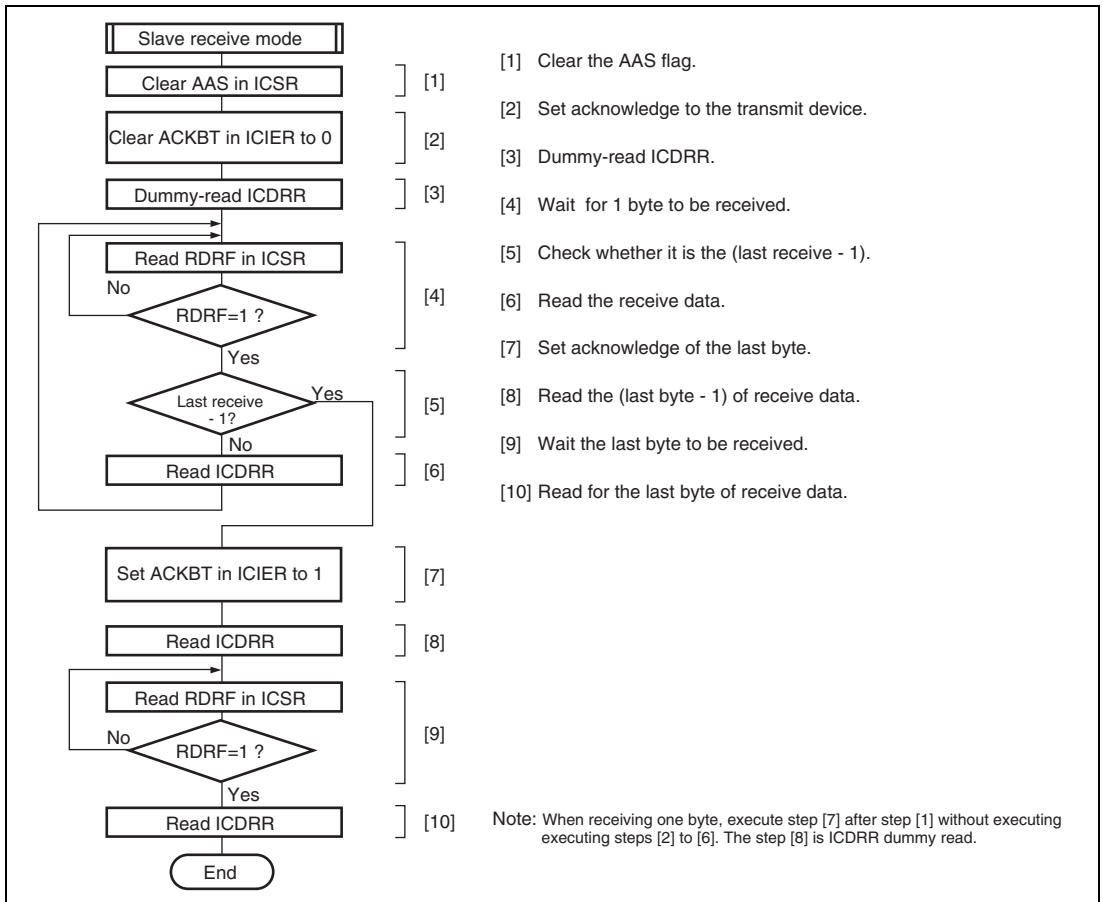 Slave receive mode
Clear AAS in ICSR
[1]
Clear ACKBT in ICIER to 0
[2]
Dummy-read ICDRR
[3]
Read RDRF in ICSR
No
RDRF=1 ?
[4]
Yes
Last receive
- 1?
Yes
[5]
No
Read ICDRR
[6]
Set ACKBT in ICIER to 1
[7]
Read ICDRR
[8]
Read RDRF in ICSR
No
RDRF=1 ?
[9]
Yes
Read ICDRR
[10]
End
[1] Clear the AAS flag.
[2] Set acknowledge to the transmit device.
[3] Dummy-read ICDRR.
[4] Wait for 1 byte to be received.
[5] Check whether it is the (last receive - 1).
[6] Read the receive data.
[7] Set acknowledge of the last byte.
[8] Read the (last byte - 1) of receive data.
[9] Wait the last byte to be received.
[10] Read for the last byte of receive data.
Note: When receiving one byte, execute step [7] after step [1] without executing
executing steps [2] to [6]. The step [8] is ICDRR dummy read.